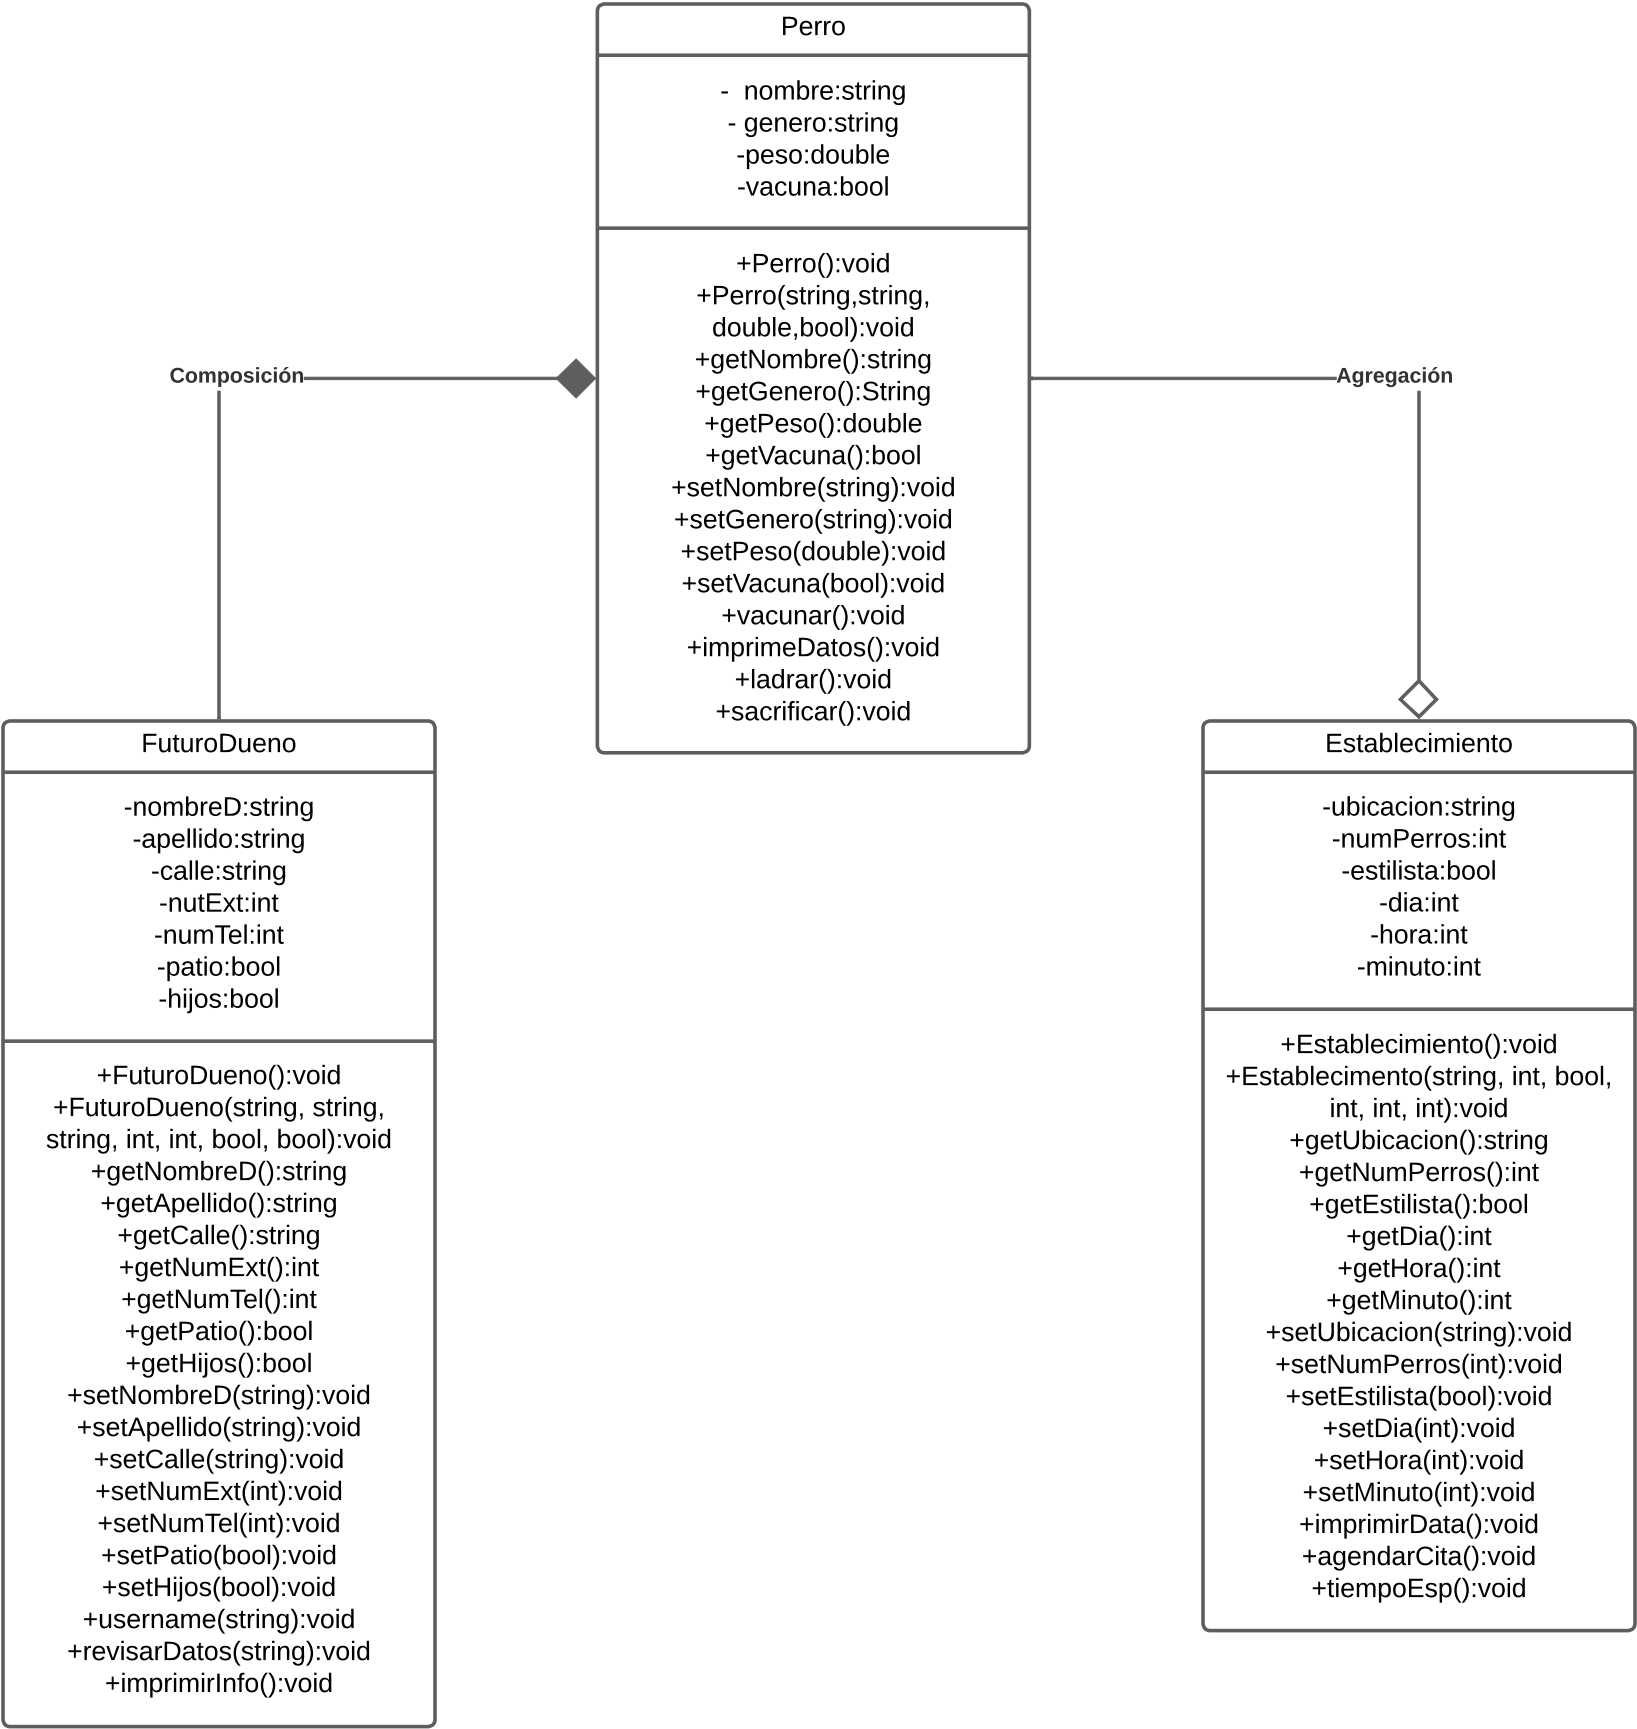 Perro
-  nombre:string
- genero:string
-peso:double
-vacuna:bool
+Perro():void
+Perro(string,string,
double,bool):void
+getNombre():string
+getGenero():String
+getPeso():double
+getVacuna():bool
+setNombre(string):void
+setGenero(string):void
+setPeso(double):void
+setVacuna(bool):void
+vacunar():void
+imprimeDatos():void
+ladrar():void
+sacrificar():void
Composición
Agregación
FuturoDueno
-nombreD:string
-apellido:string
-calle:string
-nutExt:int
-numTel:int
-patio:bool
-hijos:bool
+FuturoDueno():void
+FuturoDueno(string, string,
string, int, int, bool, bool):void
+getNombreD():string
+getApellido():string
+getCalle():string
+getNumExt():int
+getNumTel():int
+getPatio():bool
+getHijos():bool
+setNombreD(string):void
+setApellido(string):void
+setCalle(string):void
+setNumExt(int):void
+setNumTel(int):void
+setPatio(bool):void
+setHijos(bool):void
+username(string):void
+revisarDatos(string):void
+imprimirInfo():void
Establecimiento
-ubicacion:string
-numPerros:int
-estilista:bool
-dia:int
-hora:int
-minuto:int
+Establecimiento():void
+Establecimento(string, int, bool,
int, int, int):void
+getUbicacion():string
+getNumPerros():int
+getEstilista():bool
+getDia():int
+getHora():int
+getMinuto():int
+setUbicacion(string):void
+setNumPerros(int):void
+setEstilista(bool):void
+setDia(int):void
+setHora(int):void
+setMinuto(int):void
+imprimirData():void
+agendarCita():void
+tiempoEsp():void